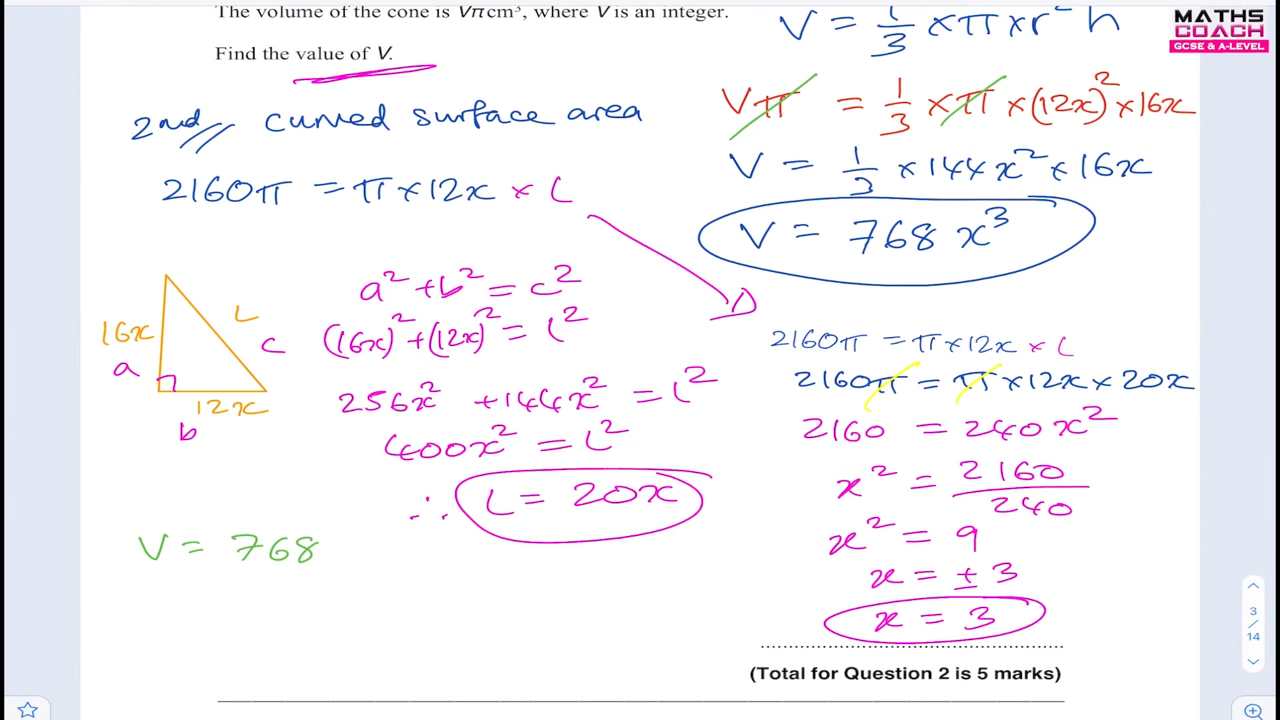 The volume of the cone is Vπ cm³, where V is an integer.
Find the value of V.
MATHS
COACH
GCSE & A-LEVEL
V = 1/3 × π × r² h
Vπ = 1/3 × π × (12x)² × 16x
V = 1/3 × 144x² × 16x
V = 768 x³
2nd// curved surface area
2160π = π × 12x × L
16x
a
L
c
12x
b
a² + b² = c²
(16x)² + (12x)² = L²
256x² + 144x² = L²
400x² = L²
∴ L = 20x
V = 768
2160π = π × 12x × L
2160π = π × 12x × 20x
2160 = 240x²
x² = 2160/240
x² = 9
x = ± 3
x = 3
(Total for Question 2 is 5 marks)
3
/
14